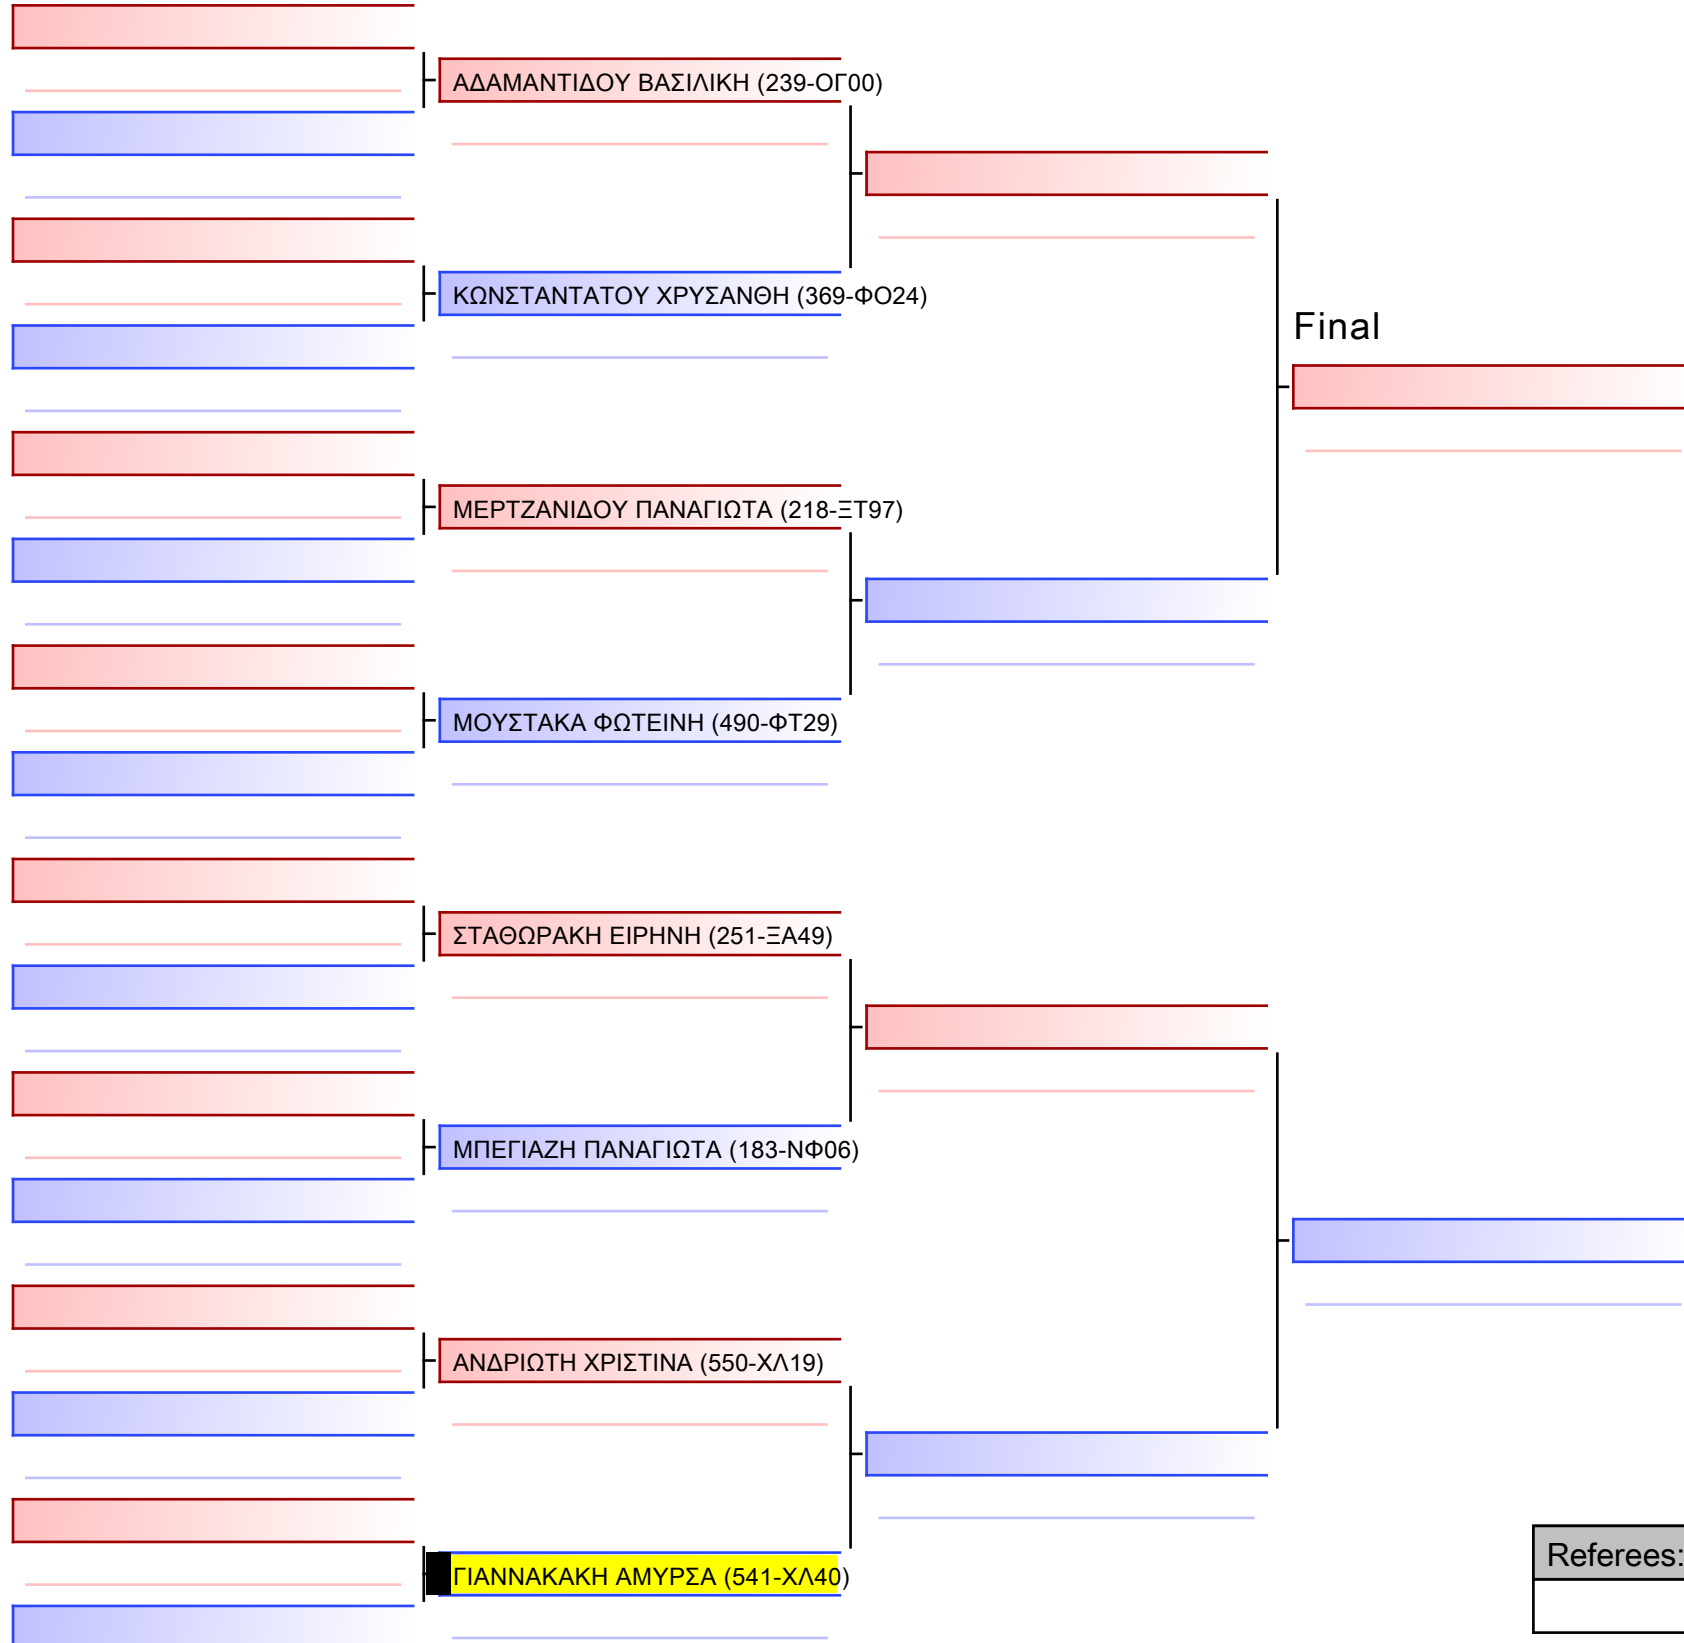 ΑΔΑΜΑΝΤΙΔΟΥ ΒΑΣΙΛΙΚΗ (239-ΟΓ00)
ΚΩΝΣΤΑΝΤΑΤΟΥ ΧΡΥΣΑΝΘΗ (369-ΦΟ24)
Final
ΜΕΡΤΖΑΝΙΔΟΥ ΠΑΝΑΓΙΩΤΑ (218-ΞΤ97)
ΜΟΥΣΤΑΚΑ ΦΩΤΕΙΝΗ (490-ΦΤ29)
ΣΤΑΘΩΡΑΚΗ ΕΙΡΗΝΗ (251-ΞΑ49)
ΜΠΕΓΙΑΖΗ ΠΑΝΑΓΙΩΤΑ (183-ΝΦ06)
ΑΝΔΡΙΩΤΗ ΧΡΙΣΤΙΝΑ (550-ΧΛ19)
Referees:
ΓΙΑΝΝΑΚΑΚΗ ΑΜΥΡΣΑ (541-ΧΛ40)